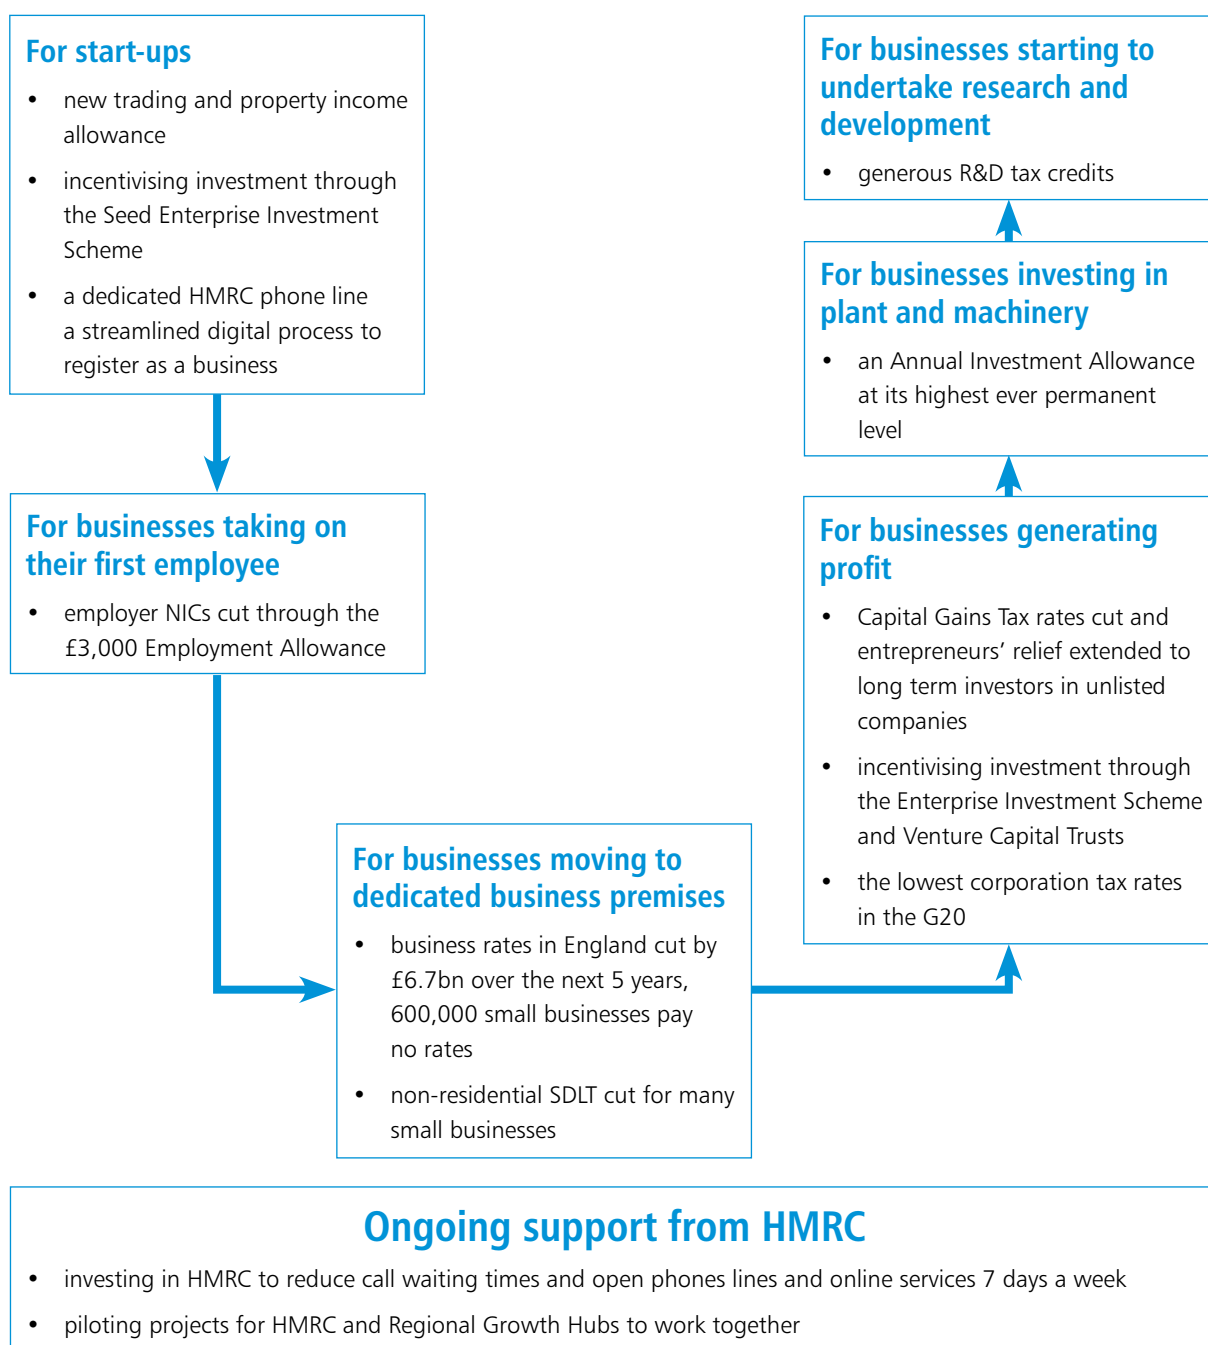 For start-ups
• new trading and property income
allowance
• incentivising investment through
the Seed Enterprise Investment
Scheme
• a dedicated HMRC phone line
a streamlined digital process to
register as a business
For businesses taking on
their first employee
• employer NICs cut through the
£3,000 Employment Allowance
For businesses moving to
dedicated business premises
• business rates in England cut by
£6.7bn over the next 5 years,
600,000 small businesses pay
no rates
• non-residential SDLT cut for many
small businesses
For businesses generating
profit
• Capital Gains Tax rates cut and
entrepreneurs’ relief extended to
long term investors in unlisted
companies
• incentivising investment through
the Enterprise Investment Scheme
and Venture Capital Trusts
• the lowest corporation tax rates
in the G20
For businesses investing in
plant and machinery
• an Annual Investment Allowance
at its highest ever permanent
level
For businesses starting to
undertake research and
development
• generous R&D tax credits
Ongoing support from HMRC
• investing in HMRC to reduce call waiting times and open phones lines and online services 7 days a week
• piloting projects for HMRC and Regional Growth Hubs to work together